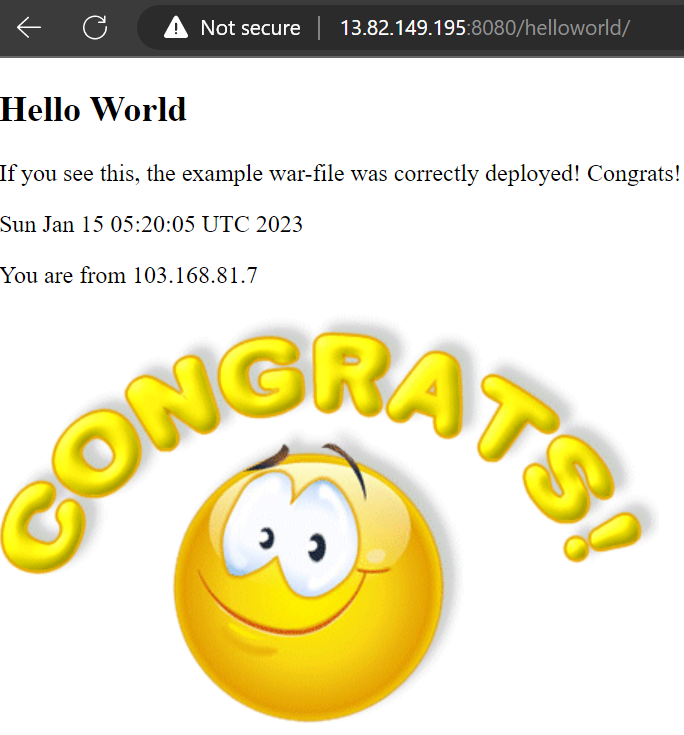 Not secure | 13.82.149.195:8080/helloworld/
Hello World
If you see this, the example war-file was correctly deployed! Congrats!
Sun Jan 15 05:20:05 UTC 2023
You are from 103.168.81.7
CONGRATS!